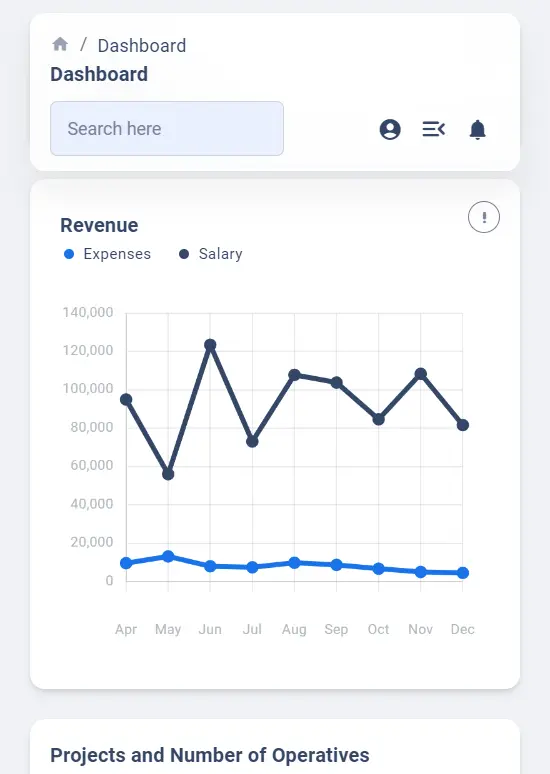 / Dashboard
Dashboard
Search here
Revenue
Expenses Salary
140,000
120,000
100,000
80,000
60,000
40,000
20,000
0
Apr May Jun Jul Aug Sep Oct Nov Dec
Projects and Number of Operatives